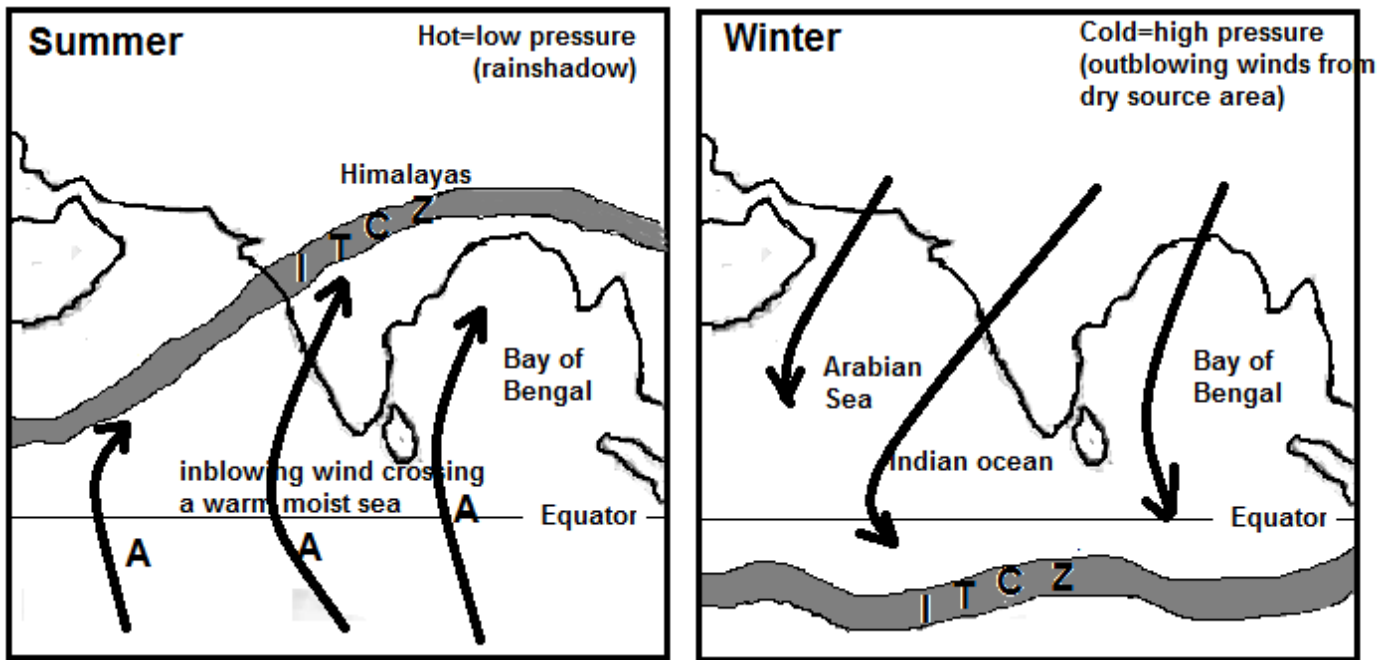 Summer
Hot=low pressure
(rainshadow)
Himalayas
I T C Z
Bay of
Bengal
inblowing wind crossing
a warm moist sea
A
Equator
A
A
Winter
Cold=high pressure
(outblowing winds from
dry source area)
Arabian
Sea
Bay of
Bengal
Indian ocean
Equator
I T C Z